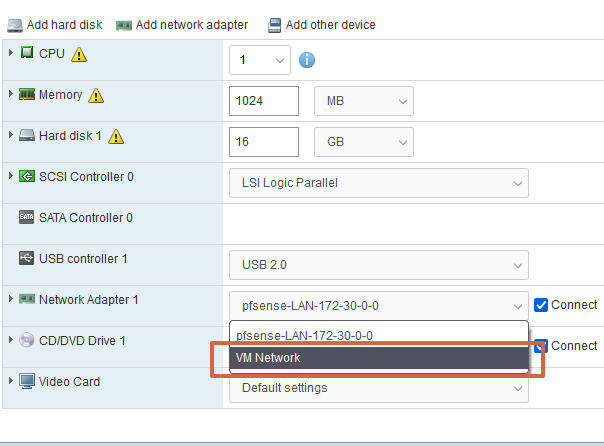 Add hard disk Add network adapter Add other device
CPU 1
Memory 1024 MB
Hard disk 1 16 GB
SCSI Controller 0 LSI Logic Parallel
SATA SATA Controller 0
USB controller 1 USB 2.0
Network Adapter 1 pfsense-LAN-172-30-0-0 Connect
pfsense-LAN-172-30-0-0
CD/DVD Drive 1 Connect
VM Network
Video Card Default settings